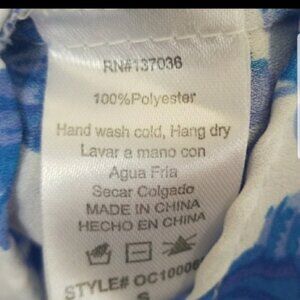 RN#137036
100%Polyester
Hand wash cold, Hang dry
Lavar a mano con
Agua Fria
Secar Colgado
MADE IN CHINA
HECHO EN CHINA
STYLE#
S